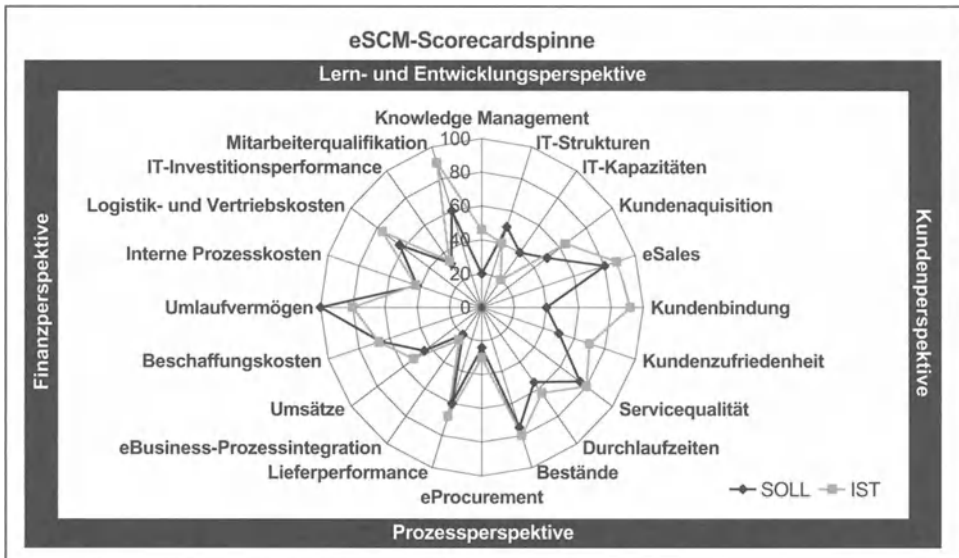 eSCM-Scorecardspinne
Lern- und Entwicklungsperspektive
Knowledge Management
Mitarbeiterqualifikation
100
IT-Strukturen
IT-Investitionsperformance
80
IT-Kapazitäten
Logistik- und Vertriebskosten
60
Kundenaquisition
Interne Prozesskosten
40
eSales
20
Umlaufvermögen
0
Kundenbindung
Beschaffungskosten
Kundenzufriedenheit
Umsätze
Servicequalität
eBusiness-Prozessintegration
Durchlaufzeiten
Lieferperformance
Bestände
eProcurement
SOLL
IST
Finanzperspektive
Kundenperspektive
Prozessperspektive